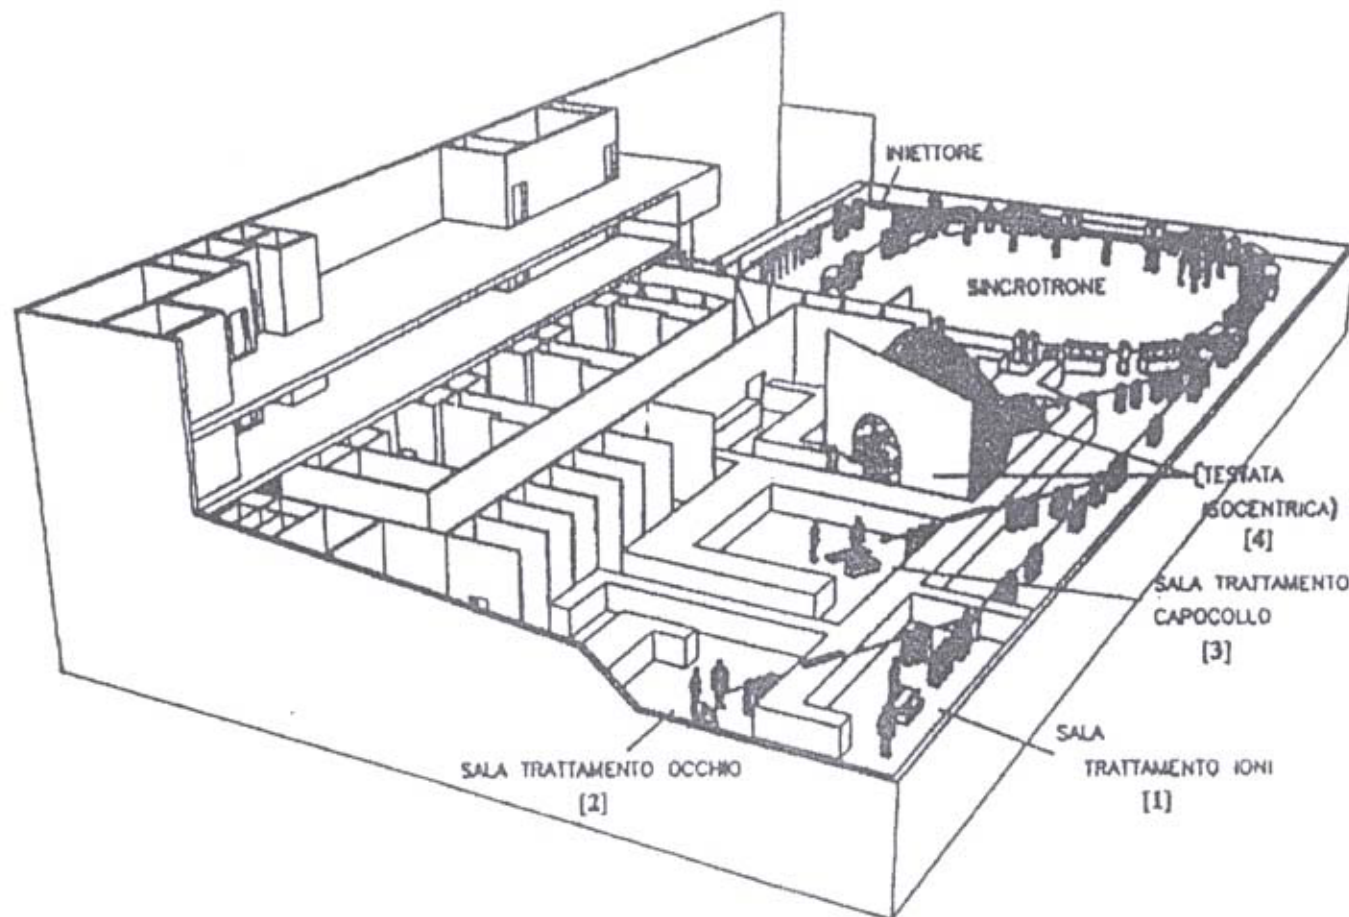 INIETTORE
SINCROTRONE
(TESTATA
ISOCENTRICA)
[4]
SALA TRATTAMENTO
CAPOCOLLO
[3]
SALA
TRATTAMENTO IONI
[1]
SALA TRATTAMENTO OCCHIO
[2]